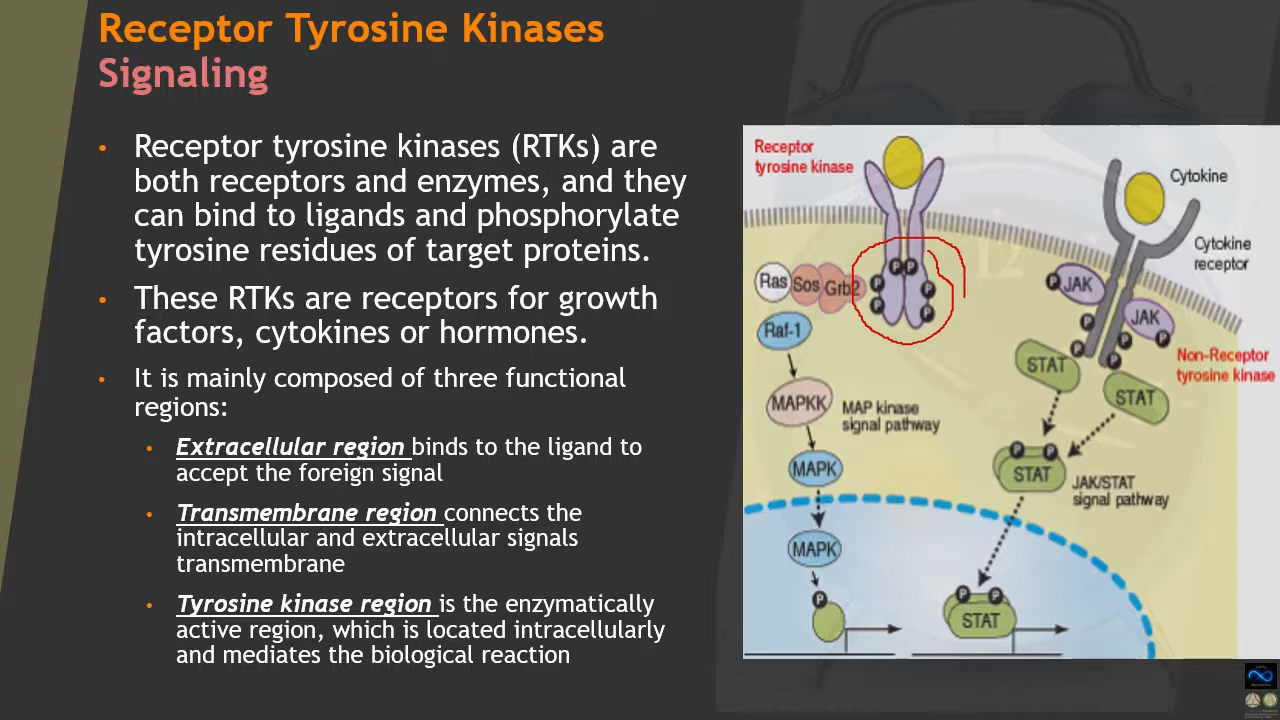 Receptor Tyrosine Kinases
Signaling
• Receptor tyrosine kinases (RTKs) are
both receptors and enzymes, and they
can bind to ligands and phosphorylate
tyrosine residues of target proteins.
• These RTKs are receptors for growth
factors, cytokines or hormones.
• It is mainly composed of three functional
regions:
• Extracellular region binds to the ligand to
accept the foreign signal
• Transmembrane region connects the
intracellular and extracellular signals
transmembrane
• Tyrosine kinase region is the enzymatically
active region, which is located intracellularly
and mediates the biological reaction
Receptor
tyrosine kinase
Cytokine
Cytokine
receptor
P P
P P
P P
Ras Sos Grb2
Raf-1
MAPKK
MAP kinase
signal pathway
MAPK
MAPK
P
P JAK
JAK
P
P P
P P
Non-Receptor
tyrosine kinase
STAT
STAT
P P
STAT
JAK/STAT
signal pathway
P P
STAT